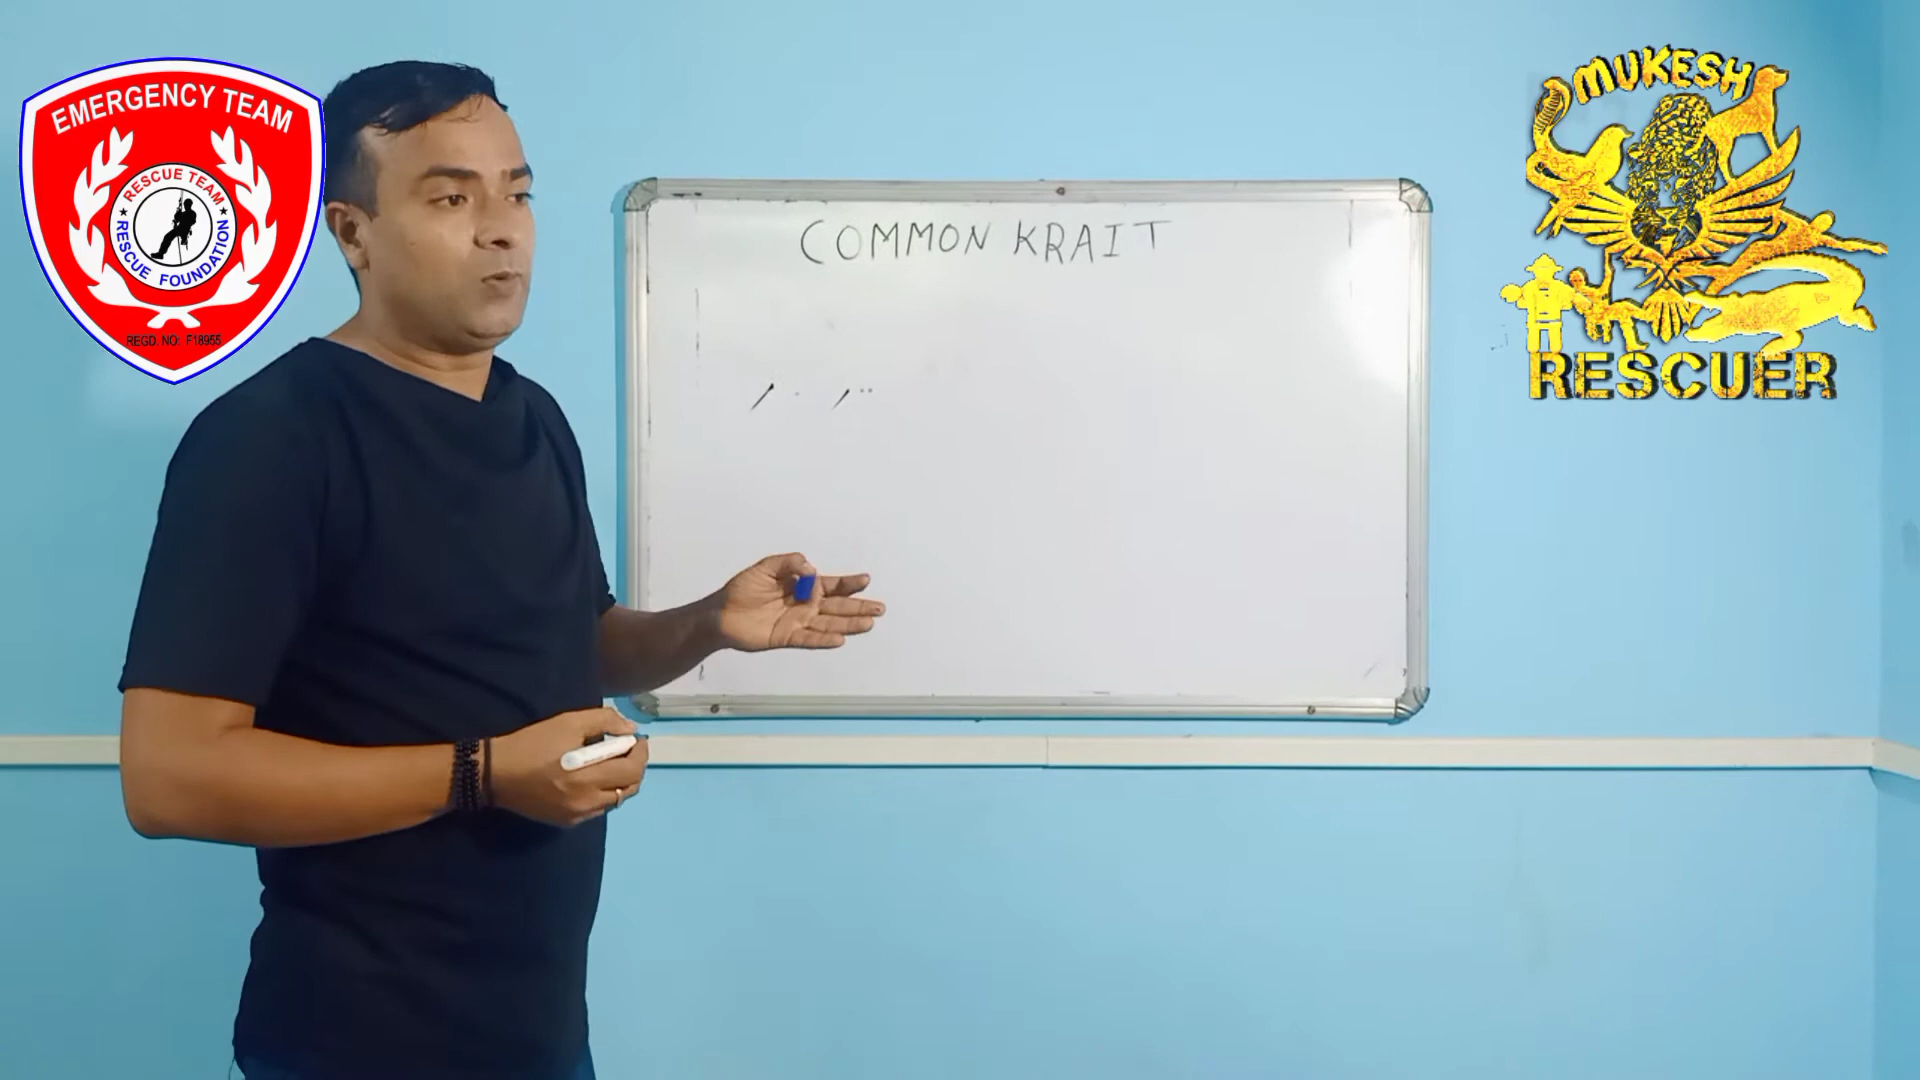 EMERGENCY TEAM
RESCUE TEAM
RESCUE FOUNDATION
REGD. NO: F18955
COMMON KRAIT
MUKESH
RESCUER